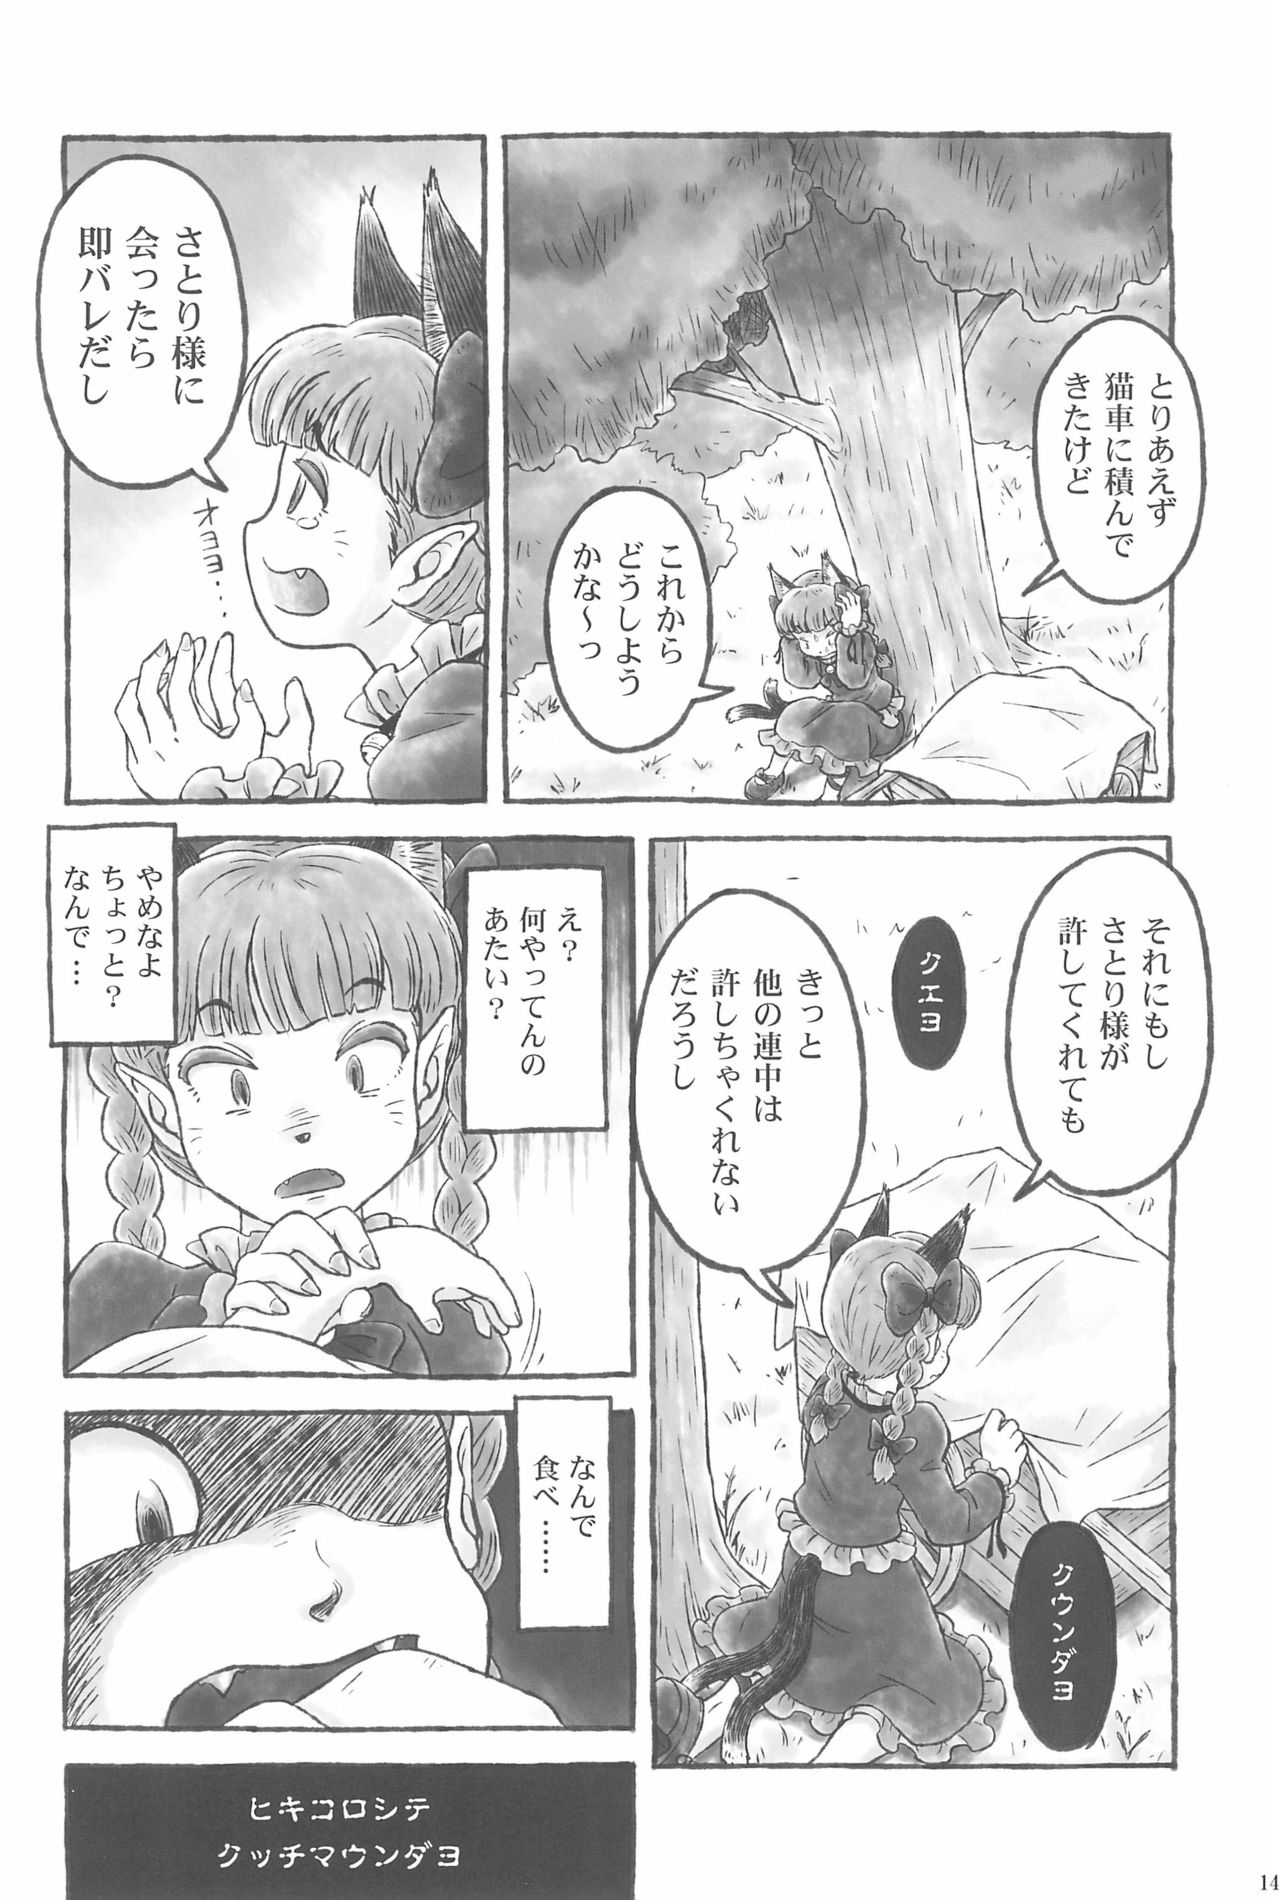 とりあえず
猫車に積んで
きたけど
これから
どうしよう
かな〜っ
さとり様に
会ったら
即バレだし
オヨヨ…
それにもし
さとり様が
許してくれても
クエヨ
きっと
他の連中は
許しちゃくれない
だろうし
クウンダヨ
え？
何やってんの
あたい？
やめなよ
ちょっと？
なんで…
なんで
食べ……
ヒキコロシテ
クッチマウンダヨ
14